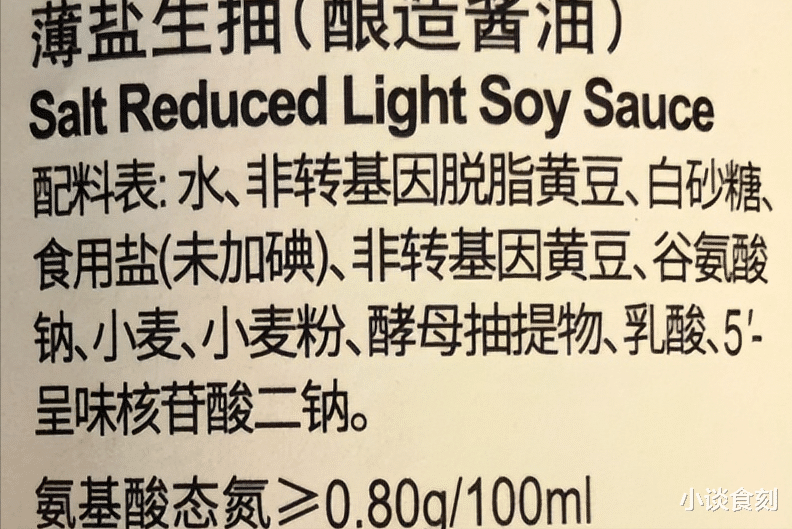 薄盐生抽(酿造酱油)
Salt Reduced Light Soy Sauce
配料表: 水、非转基因脱脂黄豆、白砂糖、
食用盐(未加碘)、非转基因黄豆、谷氨酸
钠、小麦、小麦粉、酵母抽提物、乳酸、5′-
呈味核苷酸二钠。
氨基酸态氮≥0.80g/100ml
小谈食刻